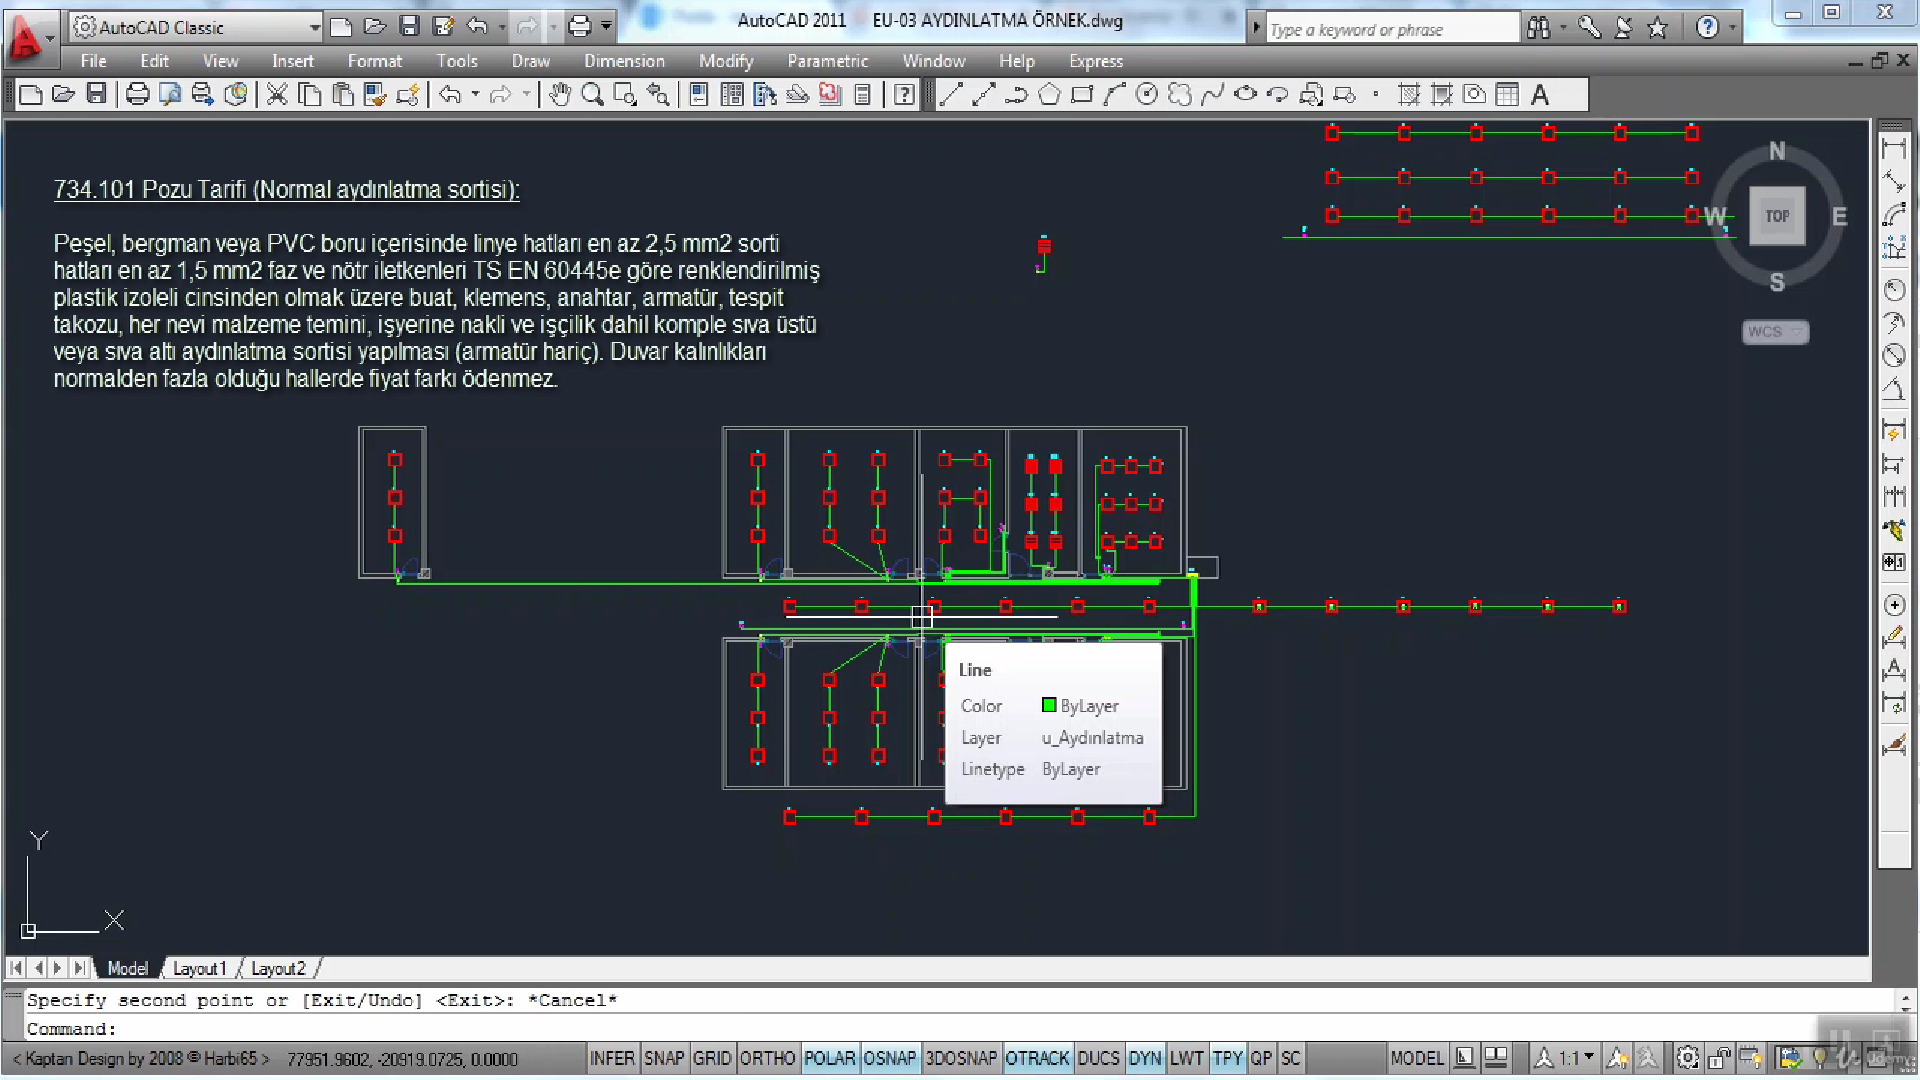 AutoCAD Classic
AutoCAD 2011 EU-03 AYDINLATMA ÖRNEK.dwg
Type a keyword or phrase
File Edit View Insert Format Tools Draw Dimension Modify Parametric Window Help Express
734.101 Pozu Tarifi (Normal aydınlatma sortisi):
Peşel, bergman veya PVC boru içerisinde linye hatları en az 2,5 mm2 sorti
hatları en az 1,5 mm2 faz ve nötr iletkenleri TS EN 60445e göre renklendirilmiş
plastik izoleli cinsinden olmak üzere buat, klemens, anahtar, armatür, tespit
takozu, her nevi malzeme temini, işyerine nakli ve işçilik dahil komple sıva üstü
veya sıva altı aydınlatma sortisi yapılması (armatür hariç). Duvar kalınlıkları
normalden fazla olduğu hallerde fiyat farkı ödenmez.
N
W TOP E
S
WCS
Line
Color ByLayer
Layer u_Aydınlatma
Linetype ByLayer
Y
X
Model Layout1 Layout2
Specify second point or [Exit/Undo] <Exit>: *Cancel*
Command:
< Kaptan Design by 2008 © Harbi65 > 77951.9602, -20919.0725, 0.0000 INFER SNAP GRID ORTHO POLAR OSNAP 3DOSNAP OTRACK DUCS DYN LWT TPY QP SC MODEL 1:1
Udemy